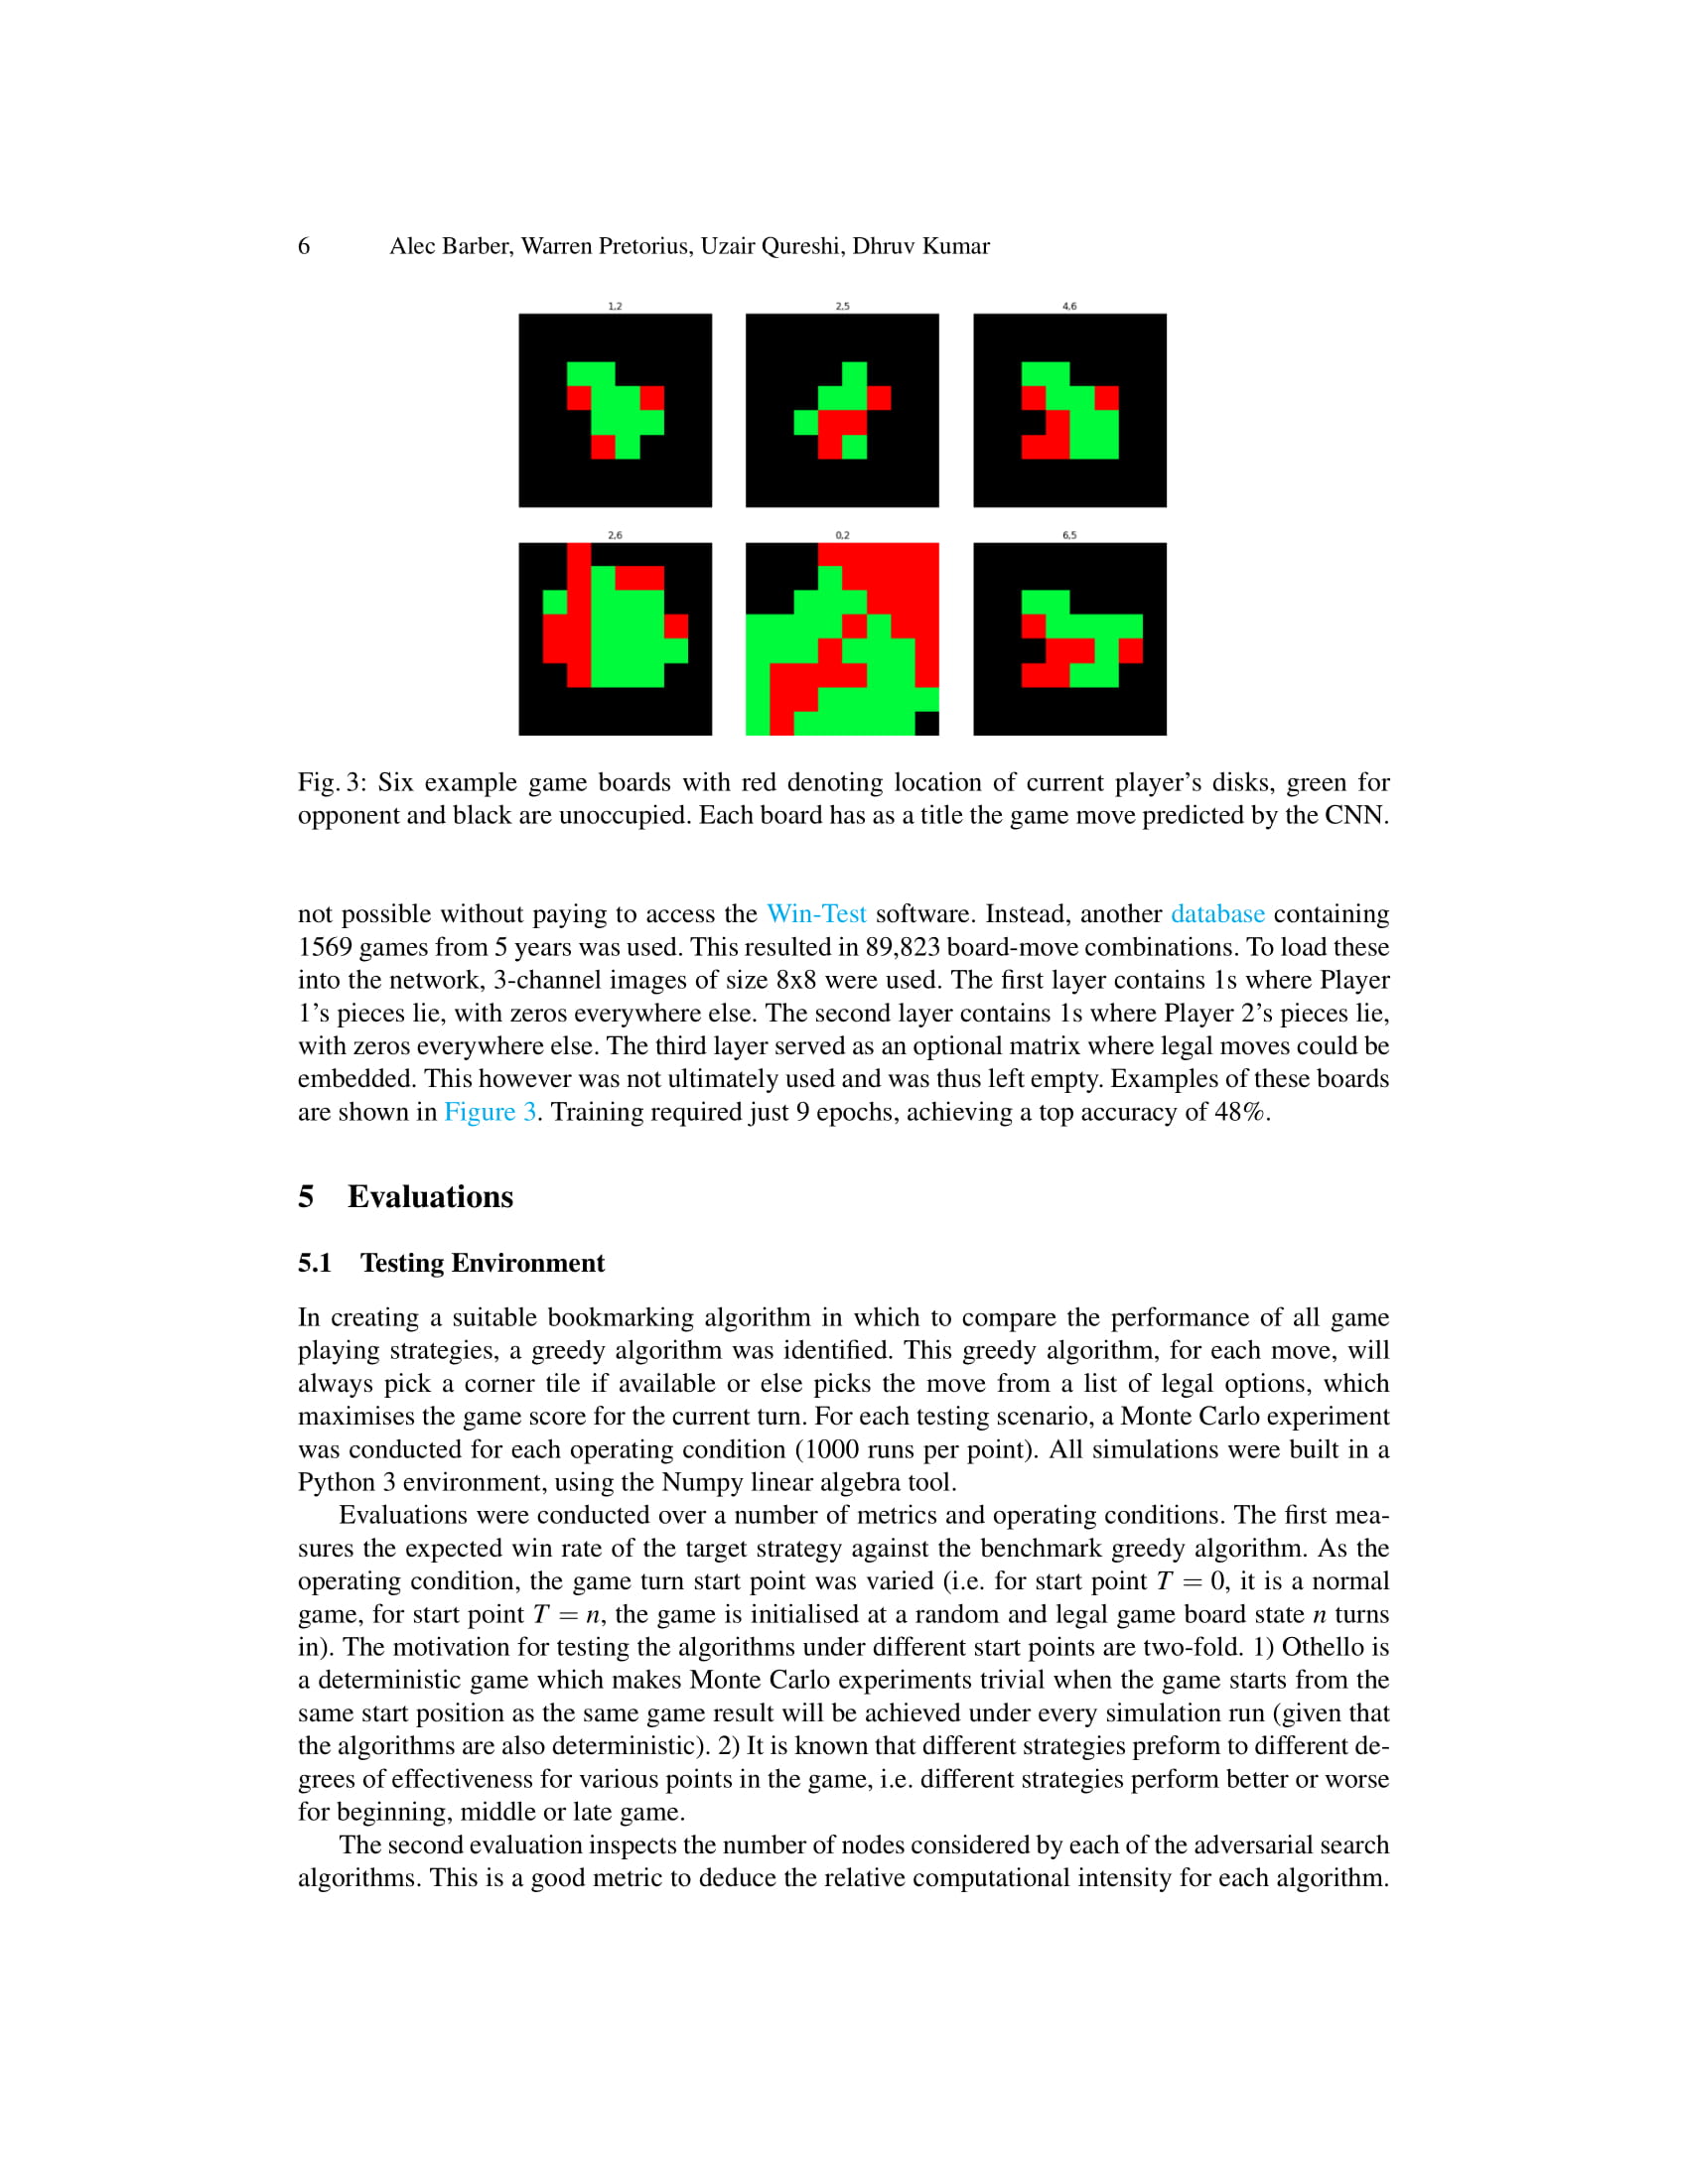 6 Alec Barber, Warren Pretorius, Uzair Qureshi, Dhruv Kumar
1,2 2,5 4,6
2,6 0,2 6,5
Fig. 3: Six example game boards with red denoting location of current player's disks, green for
opponent and black are unoccupied. Each board has as a title the game move predicted by the CNN.
not possible without paying to access the Win-Test software. Instead, another database containing
1569 games from 5 years was used. This resulted in 89,823 board-move combinations. To load these
into the network, 3-channel images of size 8x8 were used. The first layer contains 1s where Player
1's pieces lie, with zeros everywhere else. The second layer contains 1s where Player 2's pieces lie,
with zeros everywhere else. The third layer served as an optional matrix where legal moves could be
embedded. This however was not ultimately used and was thus left empty. Examples of these boards
are shown in Figure 3. Training required just 9 epochs, achieving a top accuracy of 48%.
5 Evaluations
5.1 Testing Environment
In creating a suitable bookmarking algorithm in which to compare the performance of all game
playing strategies, a greedy algorithm was identified. This greedy algorithm, for each move, will
always pick a corner tile if available or else picks the move from a list of legal options, which
maximises the game score for the current turn. For each testing scenario, a Monte Carlo experiment
was conducted for each operating condition (1000 runs per point). All simulations were built in a
Python 3 environment, using the Numpy linear algebra tool.
Evaluations were conducted over a number of metrics and operating conditions. The first mea-
sures the expected win rate of the target strategy against the benchmark greedy algorithm. As the
operating condition, the game turn start point was varied (i.e. for start point T = 0, it is a normal
game, for start point T = n, the game is initialised at a random and legal game board state n turns
in). The motivation for testing the algorithms under different start points are two-fold. 1) Othello is
a deterministic game which makes Monte Carlo experiments trivial when the game starts from the
same start position as the same game result will be achieved under every simulation run (given that
the algorithms are also deterministic). 2) It is known that different strategies preform to different de-
grees of effectiveness for various points in the game, i.e. different strategies perform better or worse
for beginning, middle or late game.
The second evaluation inspects the number of nodes considered by each of the adversarial search
algorithms. This is a good metric to deduce the relative computational intensity for each algorithm.